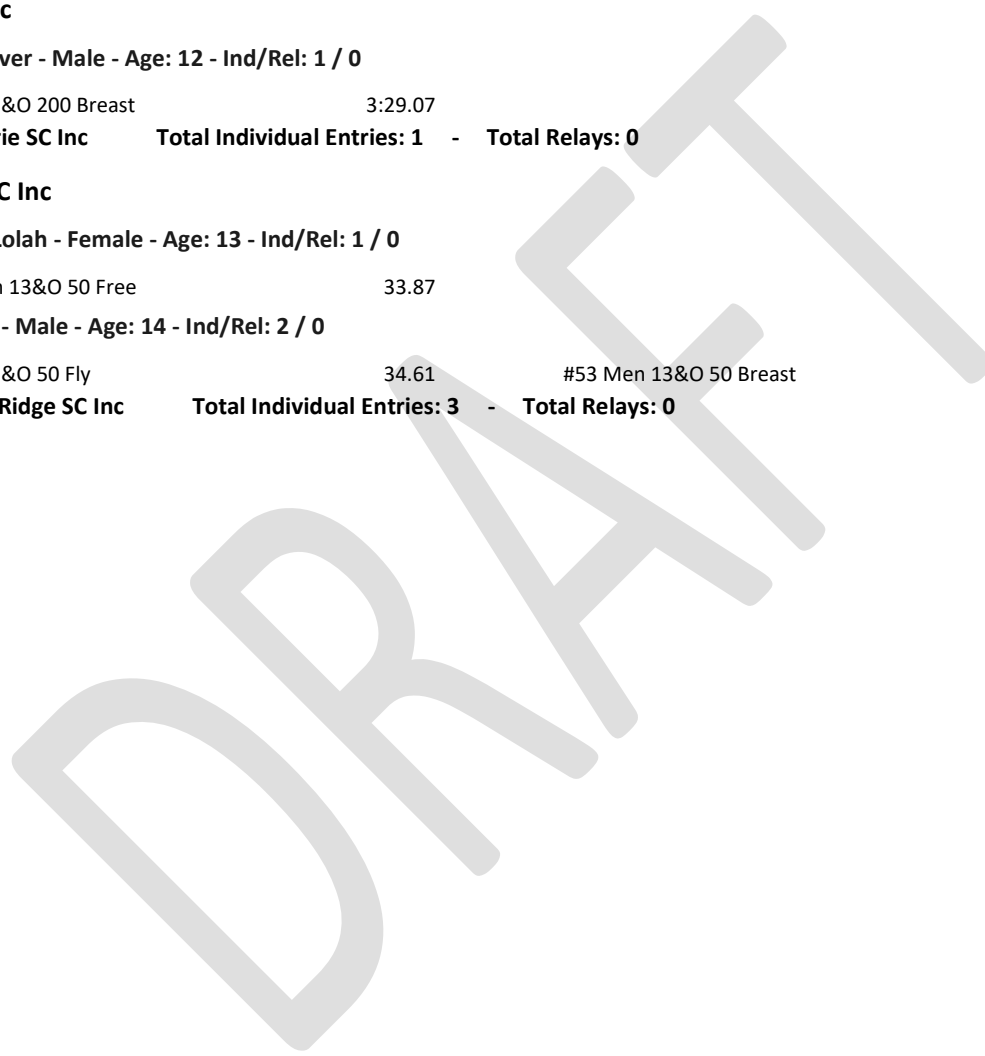 c
ver - Male - Age: 12 - Ind/Rel: 1 / 0
&O 200 Breast 3:29.07
ie SC Inc Total Individual Entries: 1 - Total Relays: 0
C Inc
olah - Female - Age: 13 - Ind/Rel: 1 / 0
13&O 50 Free 33.87
- Male - Age: 14 - Ind/Rel: 2 / 0
&O 50 Fly 34.61 #53 Men 13&O 50 Breast
Ridge SC Inc Total Individual Entries: 3 - Total Relays: 0
DRAFT